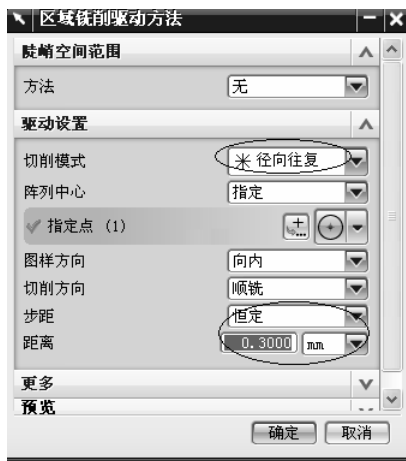 区域铣削驱动方法
陡峭空间范围
方法 无
驱动设置
切削模式 径向往复
阵列中心 指定
指定点 (1)
图样方向 向内
切削方向 顺铣
步距 恒定
距离 0.3000 mm
更多
预览
确定 取消